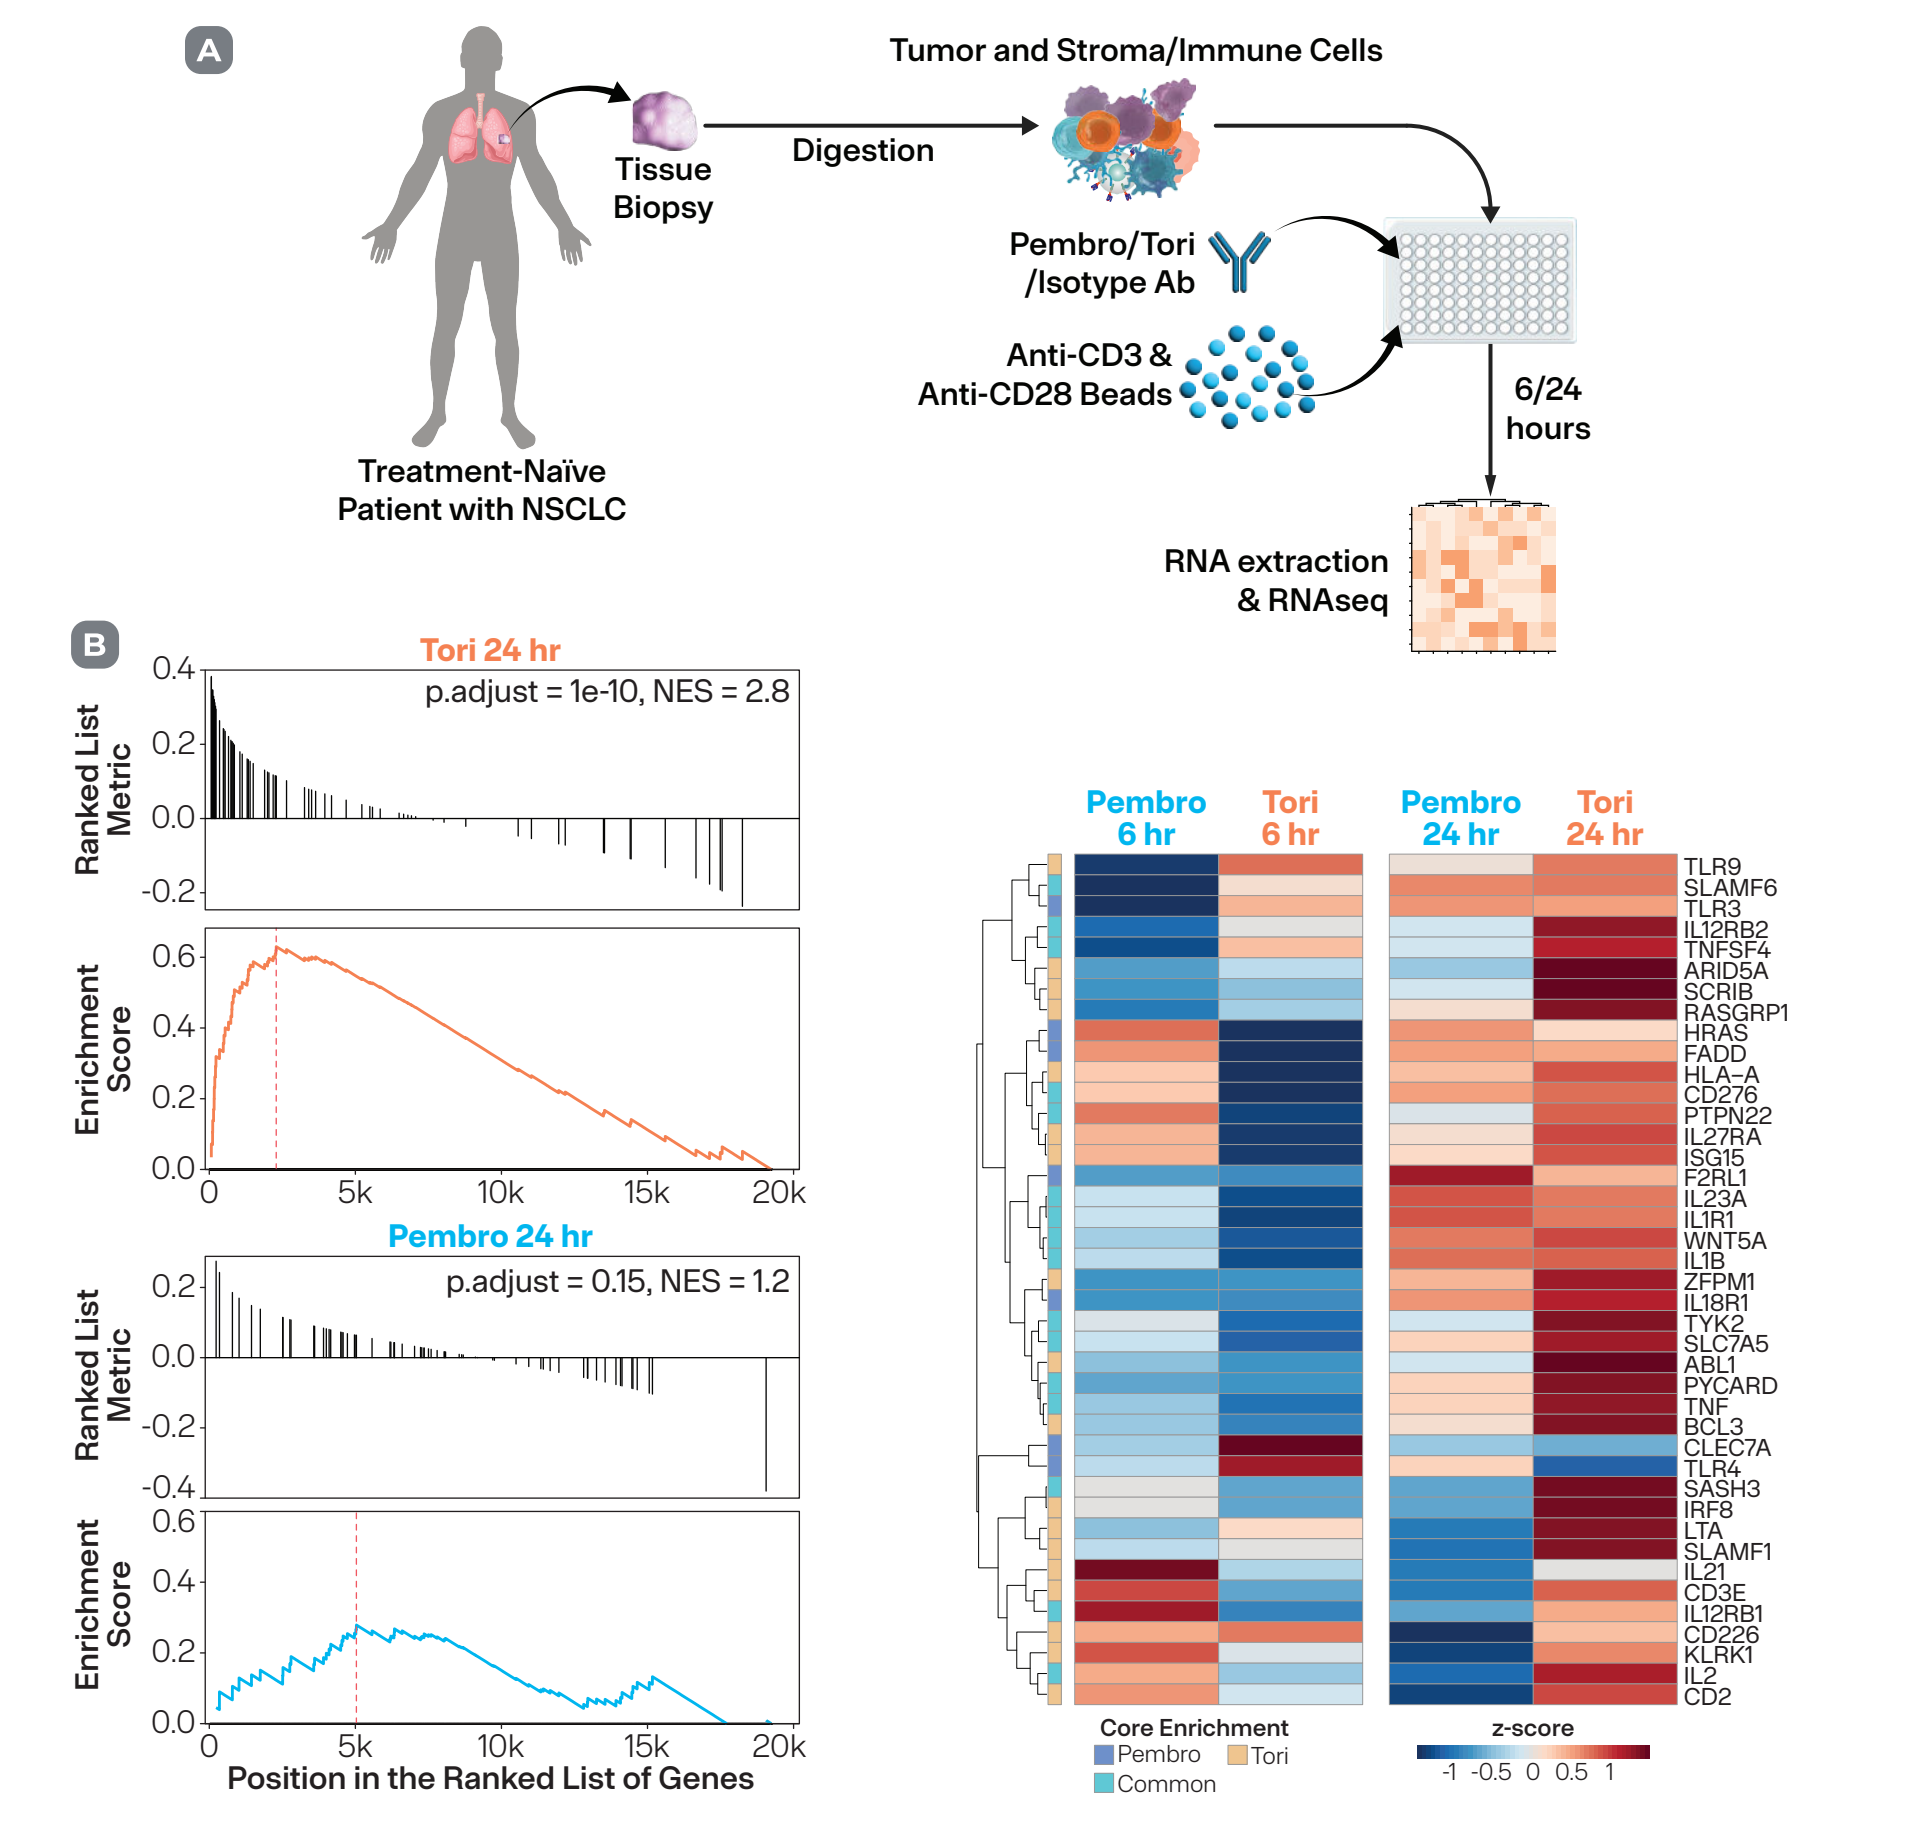 A
Tumor and Stroma/Immune Cells
Tissue
Biopsy
Digestion
Pembro/Tori
/Isotype Ab
Anti-CD3 &
Anti-CD28 Beads
6/24
hours
Treatment-Naïve
Patient with NSCLC
RNA extraction
& RNAseq
B
Tori 24 hr
p.adjust = 1e-10, NES = 2.8
Ranked List
Metric
0.4
0.2
0.0
-0.2
Enrichment
Score
0.6
0.4
0.2
0.0
0 5k 10k 15k 20k
Pembro 24 hr
p.adjust = 0.15, NES = 1.2
Ranked List
Metric
0.2
0.0
-0.2
-0.4
Enrichment
Score
0.6
0.4
0.2
0.0
0 5k 10k 15k 20k
Position in the Ranked List of Genes
Pembro
6 hr
Tori
6 hr
Pembro
24 hr
Tori
24 hr
TLR9
SLAMF6
TLR3
IL12RB2
TNFSF4
ARID5A
SCRIB
RASGRP1
HRAS
FADD
HLA–A
CD276
PTPN22
IL27RA
ISG15
F2RL1
IL23A
IL1R1
WNT5A
IL1B
ZFPM1
IL18R1
TYK2
SLC7A5
ABL1
PYCARD
TNF
BCL3
CLEC7A
TLR4
SASH3
IRF8
LTA
SLAMF1
IL21
CD3E
IL12RB1
CD226
KLRK1
IL2
CD2
Core Enrichment
Pembro Tori
Common
z-score
-1 -0.5 0 0.5 1